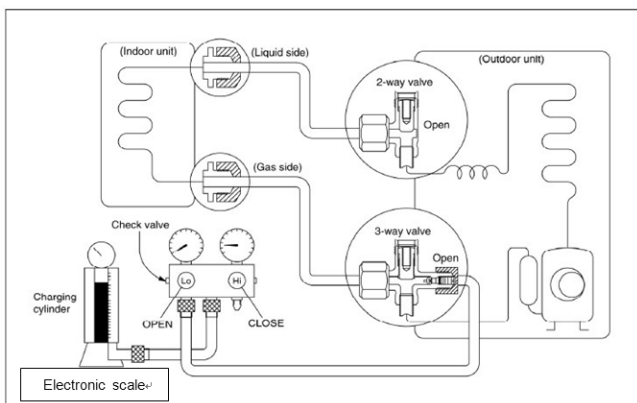 (Indoor unit)
(Liquid side)
2-way valve
(Outdoor unit)
Open
(Gas side)
3-way valve
Check valve
Open
Lo
Hi
Charging
cylinder
OPEN
CLOSE
Electronic scale